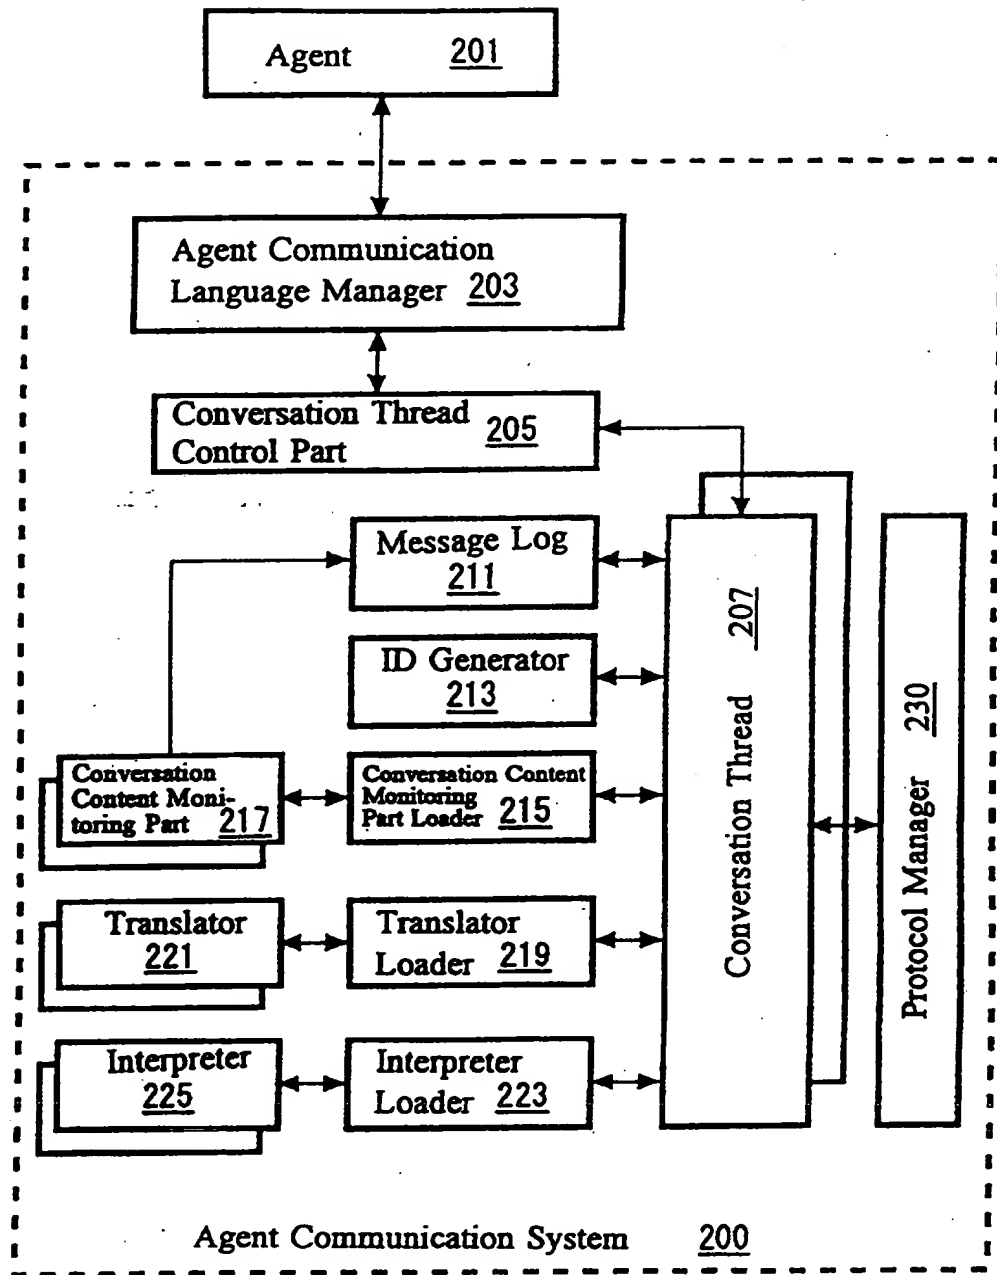 Agent 201
Agent Communication
Language Manager 203
Conversation Thread
Control Part 205
Message Log
211
ID Generator
213
Conversation
Content Moni-
toring Part 217
Conversation Content
Monitoring
Part Loader 215
Translator
221
Translator
Loader 219
Interpreter
225
Interpreter
Loader 223
Conversation Thread 207
Protocol Manager 230
Agent Communication System 200